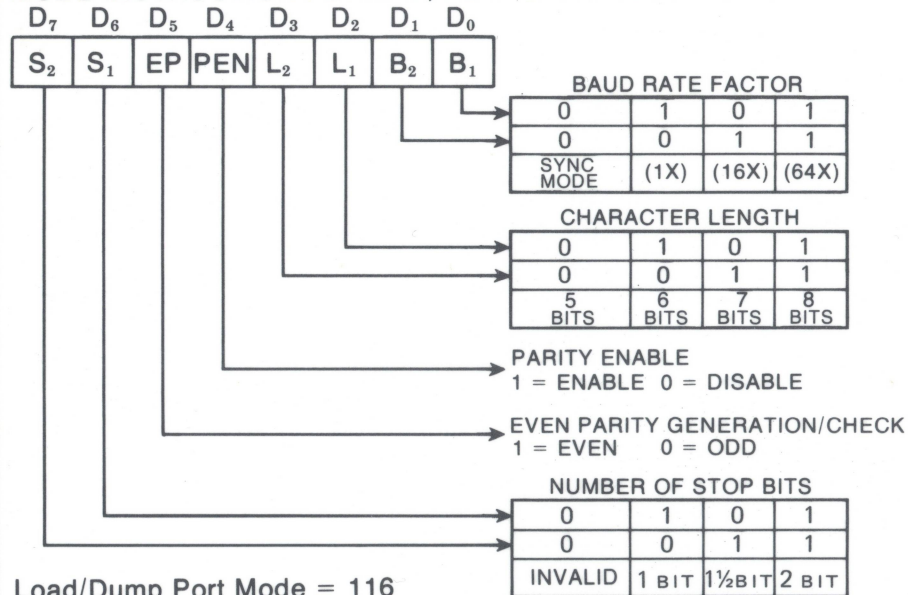 D₇ D₆ D₅ D₄ D₃ D₂ D₁ D₀
S₂ S₁ EP PEN L₂ L₁ B₂ B₁
BAUD RATE FACTOR
0 1 0 1
0 0 1 1
SYNC MODE (1X) (16X) (64X)
CHARACTER LENGTH
0 1 0 1
0 0 1 1
5 BITS 6 BITS 7 BITS 8 BITS
PARITY ENABLE
1 = ENABLE 0 = DISABLE
EVEN PARITY GENERATION/CHECK
1 = EVEN 0 = ODD
NUMBER OF STOP BITS
0 1 0 1
0 0 1 1
INVALID 1 BIT 1½BIT 2 BIT
Load/Dump Port Mode = 116